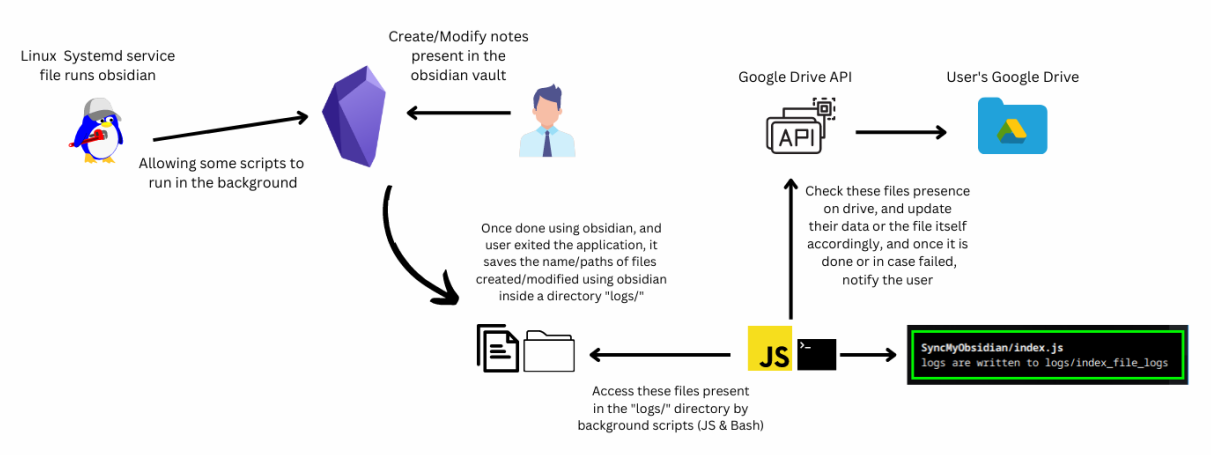 Linux Systemd service
file runs obsidian
Allowing some scripts to
run in the background
Create/Modify notes
present in the
obsidian vault
Google Drive API
API
User's Google Drive
Once done using obsidian, and
user exited the application, it
saves the name/paths of files
created/modified using obsidian
inside a directory "logs/"
Check these files presence
on drive, and update
their data or the file itself
accordingly, and once it is
done or in case failed,
notify the user
JS
>_
SyncMyObsidian/index.js
logs are written to logs/index_file_logs
Access these files present
in the "logs/" directory by
background scripts (JS & Bash)